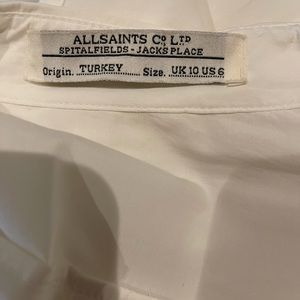 ALLSAINTS Co LTD
SPITALFIELDS - JACKS PLACE
Origin. TURKEY Size. UK 10 US 6